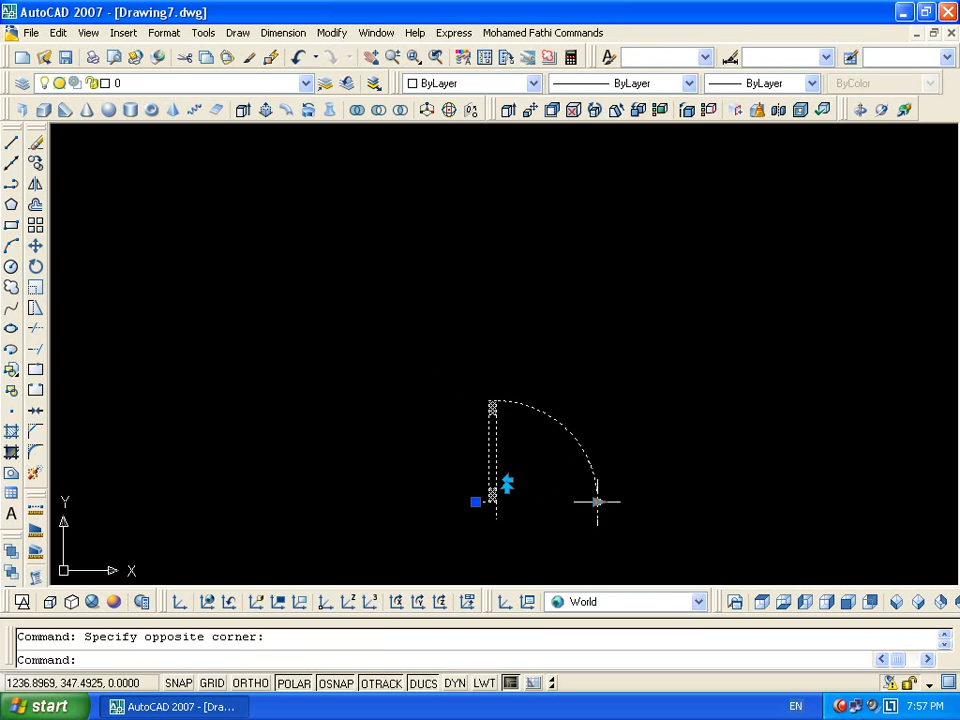 AutoCAD 2007 - [Drawing7.dwg]
File Edit View Insert Format Tools Draw Dimension Modify Window Help Express Mohamed Fathi Commands
0 ByLayer ByLayer ByLayer ByColor
A
Y
X
World
Command: Specify opposite corner:
Command:
1236.8969, 347.4925, 0.0000 SNAP GRID ORTHO POLAR OSNAP OTRACK DUCS DYN LWT
start AutoCAD 2007 - [Dra... EN 7:57 PM